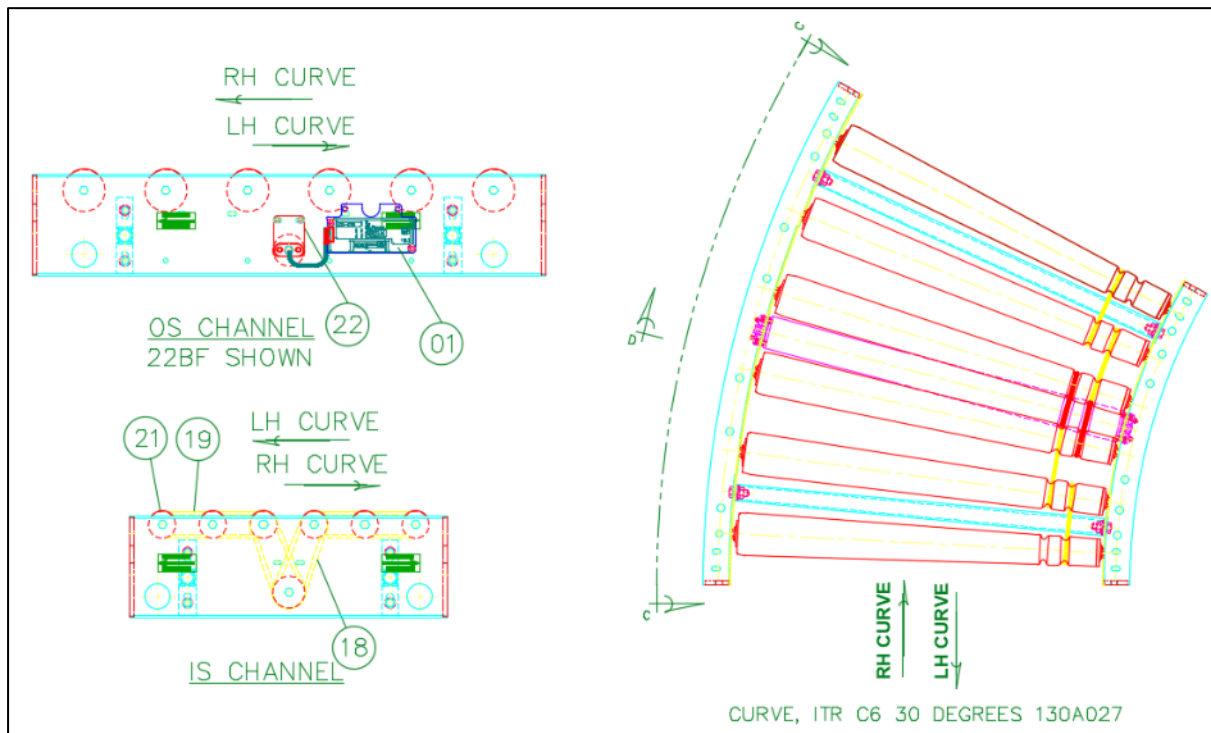 RH CURVE
LH CURVE
OS CHANNEL
22BF SHOWN
22
01
21
19
LH CURVE
RH CURVE
18
IS CHANNEL
C
D
C
RH CURVE
LH CURVE
CURVE, ITR C6 30 DEGREES 130A027